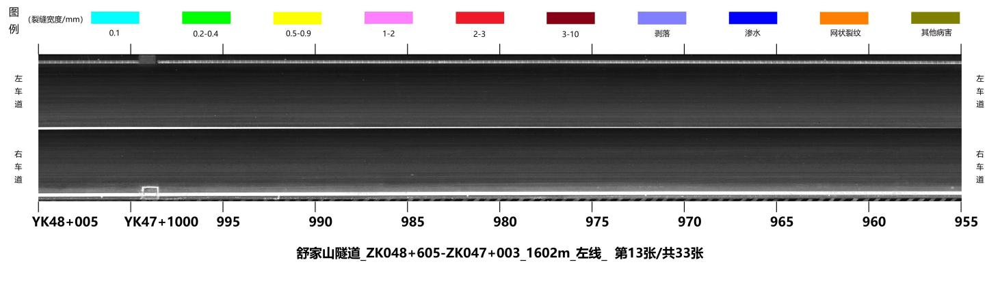 图例
(裂缝宽度/mm)
0.1 0.2-0.4 0.5-0.9 1-2 2-3 3-10 剥落 渗水 网状裂纹 其他病害
左车道 左车道
右车道 右车道
YK48+005 YK47+1000 995 990 985 980 975 970 965 960 955
舒家山隧道_ZK048+605-ZK047+003_1602m_左线_ 第13张/共33张